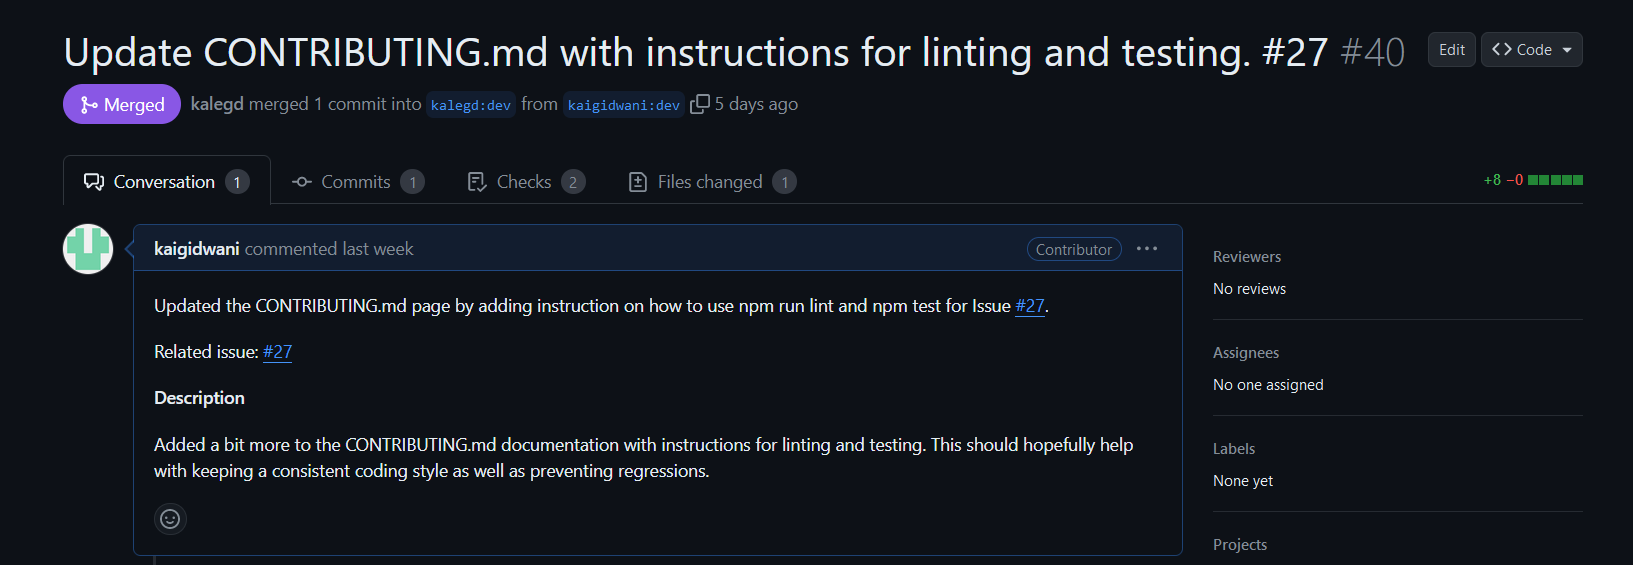 Update CONTRIBUTING.md with instructions for linting and testing. #27 #40
Edit
Code
Merged
kalegd merged 1 commit into kalegd:dev from kaigidwani:dev 5 days ago
Conversation 1
Commits 1
Checks 2
Files changed 1
+8 −0
kaigidwani commented last week
Contributor
Updated the CONTRIBUTING.md page by adding instruction on how to use npm run lint and npm test for Issue #27.
Related issue: #27
Description
Added a bit more to the CONTRIBUTING.md documentation with instructions for linting and testing. This should hopefully help
with keeping a consistent coding style as well as preventing regressions.
Reviewers
No reviews
Assignees
No one assigned
Labels
None yet
Projects